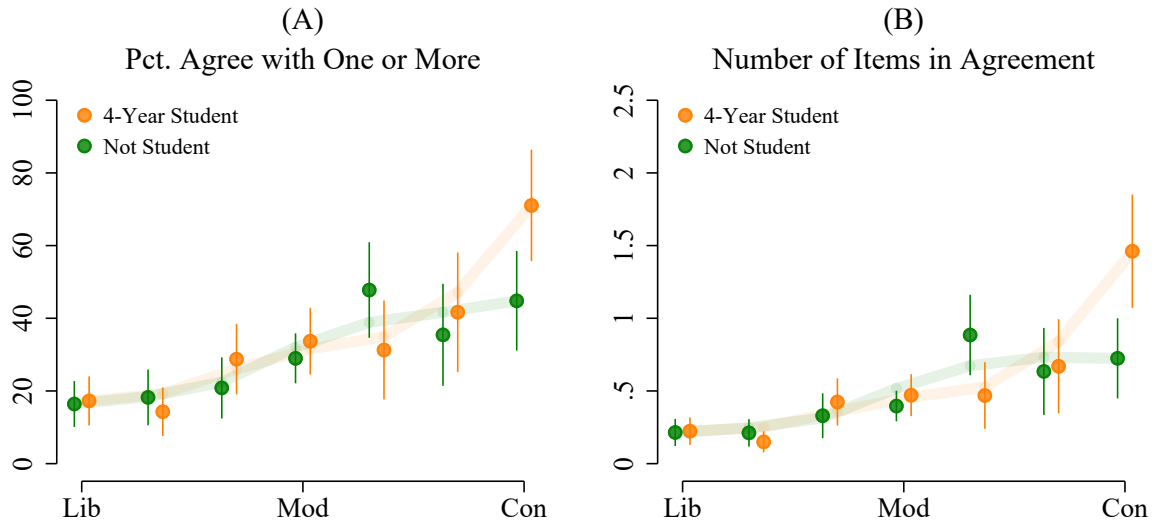 (A)
Pct. Agree with One or More
100
80
60
40
20
0
4-Year Student
Not Student
Lib
Mod
Con
(B)
Number of Items in Agreement
2.5
2
1.5
1
.5
0
4-Year Student
Not Student
Lib
Mod
Con